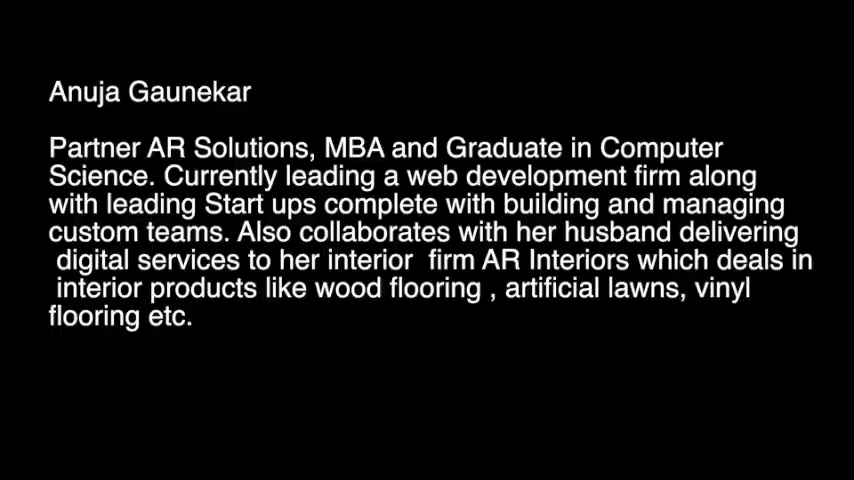 Anuja Gaunekar
Partner AR Solutions, MBA and Graduate in Computer
Science. Currently leading a web development firm along
with leading Start ups complete with building and managing
custom teams. Also collaborates with her husband delivering
digital services to her interior  firm AR Interiors which deals in
interior products like wood flooring , artificial lawns, vinyl
flooring etc.